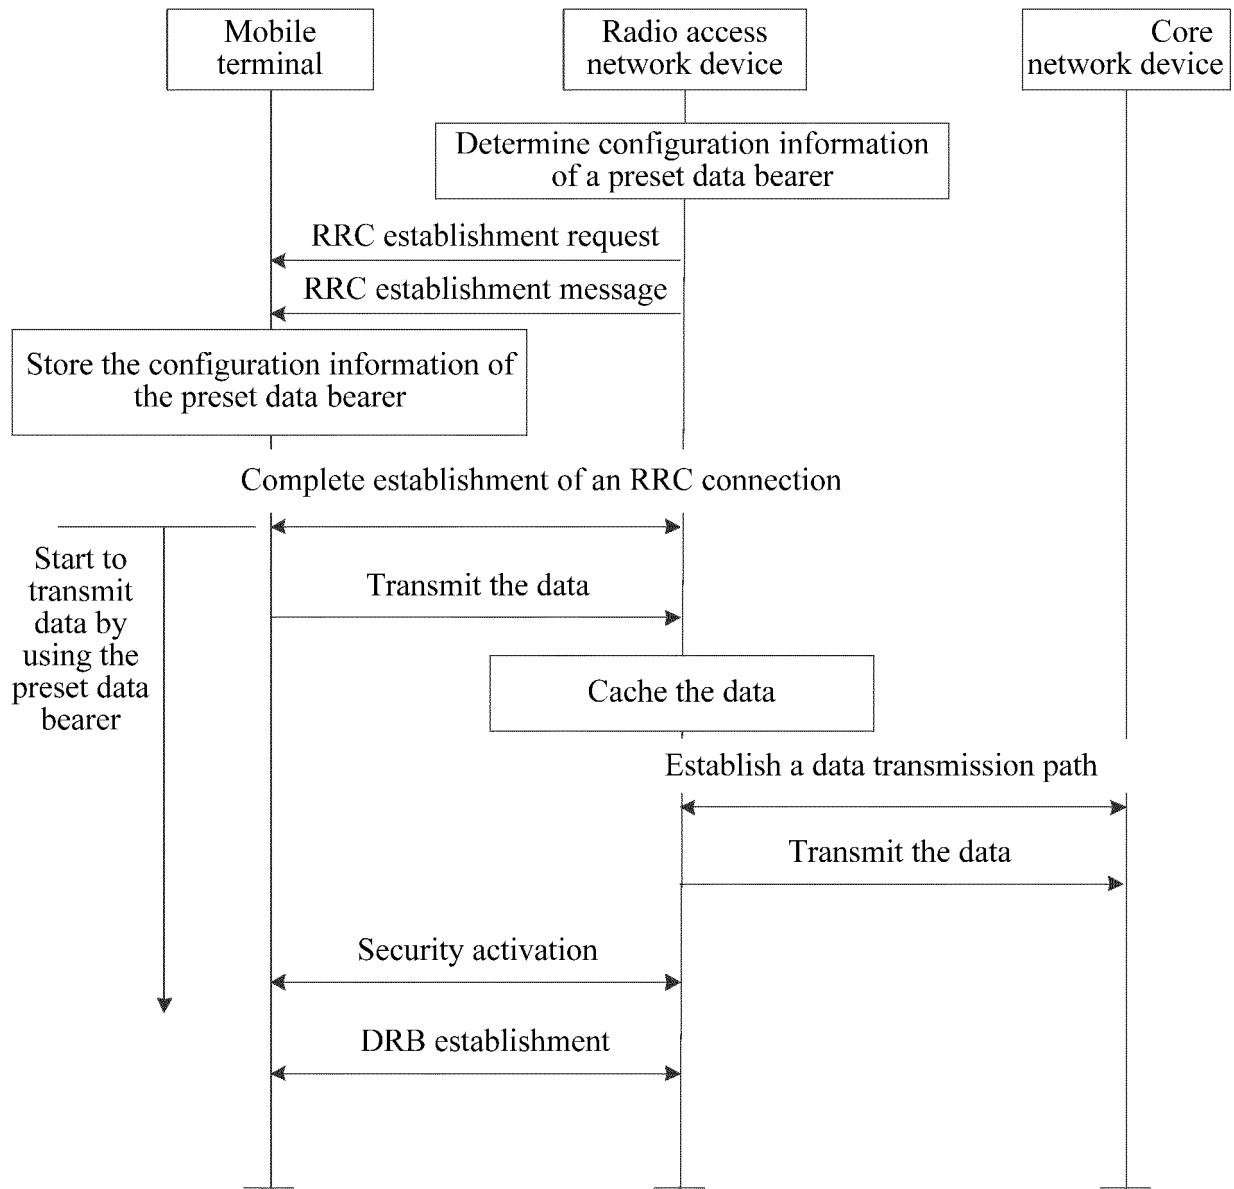 Mobile
terminal
Radio access
network device
Core
network device
Determine configuration information
of a preset data bearer
RRC establishment request
RRC establishment message
Store the configuration information of
the preset data bearer
Complete establishment of an RRC connection
Start to
transmit
data by
using the
preset data
bearer
Transmit the data
Cache the data
Establish a data transmission path
Transmit the data
Security activation
DRB establishment